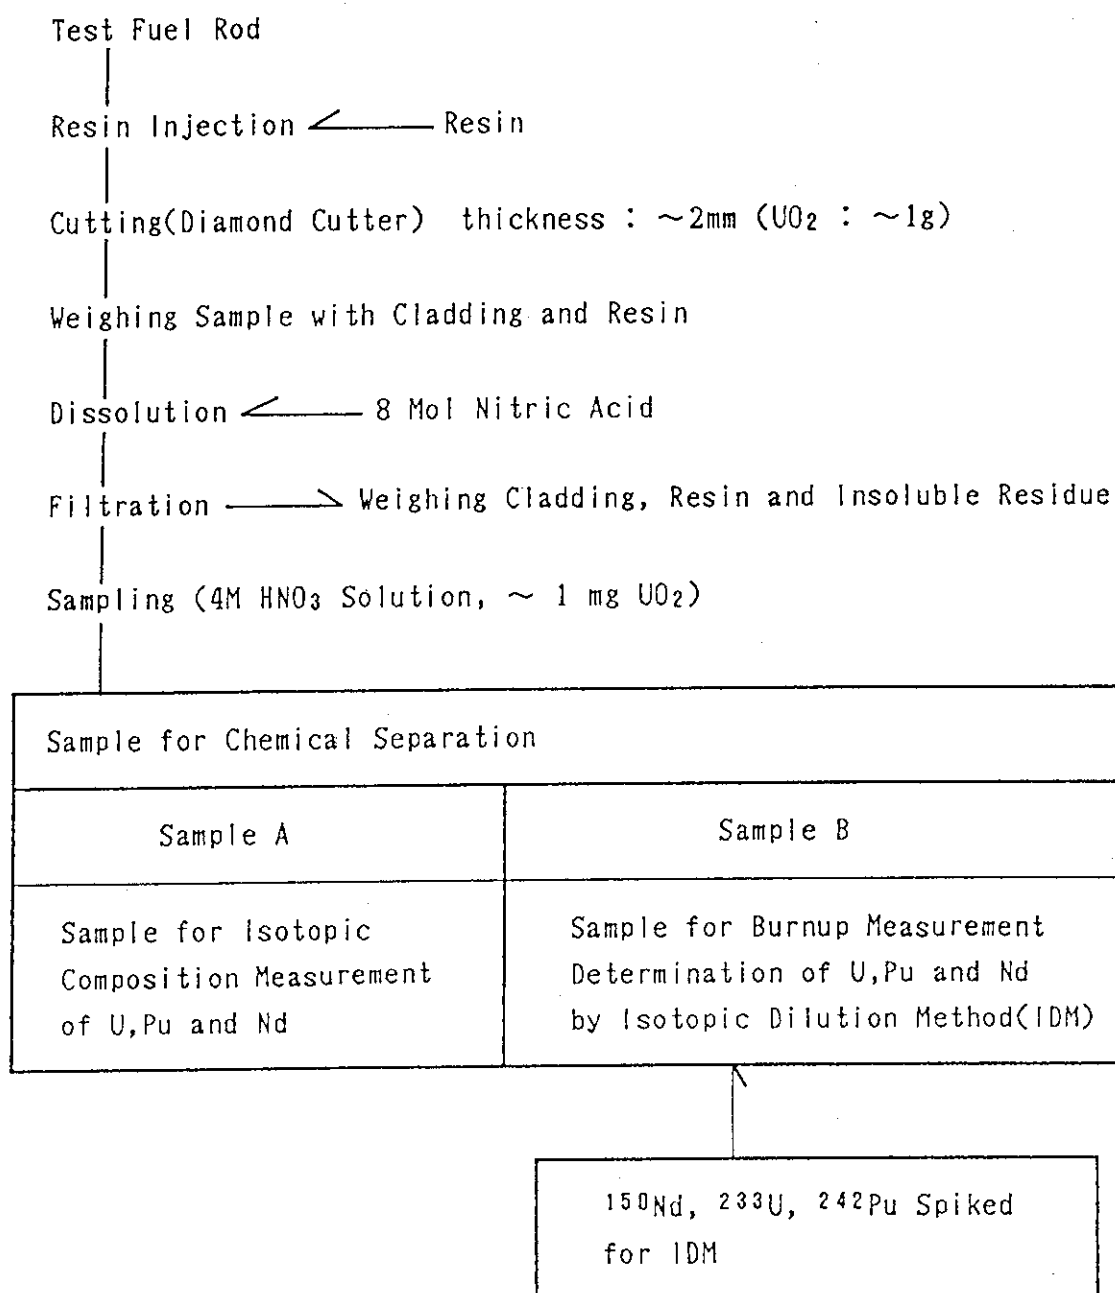 Test Fuel Rod
Resin Injection Resin
Cutting(Diamond Cutter) thickness : ~2mm (UO₂ : ~1g)
Weighing Sample with Cladding and Resin
Dissolution 8 Mol Nitric Acid
Filtration Weighing Cladding, Resin and Insoluble Residue
Sampling (4M HNO₃ Solution, ~ 1 mg UO₂)
Sample for Chemical Separation
Sample A
Sample B
Sample for Isotopic
Composition Measurement
of U,Pu and Nd
Sample for Burnup Measurement
Determination of U,Pu and Nd
by Isotopic Dilution Method(IDM)
¹⁵⁰Nd, ²³³U, ²⁴²Pu Spiked
for IDM